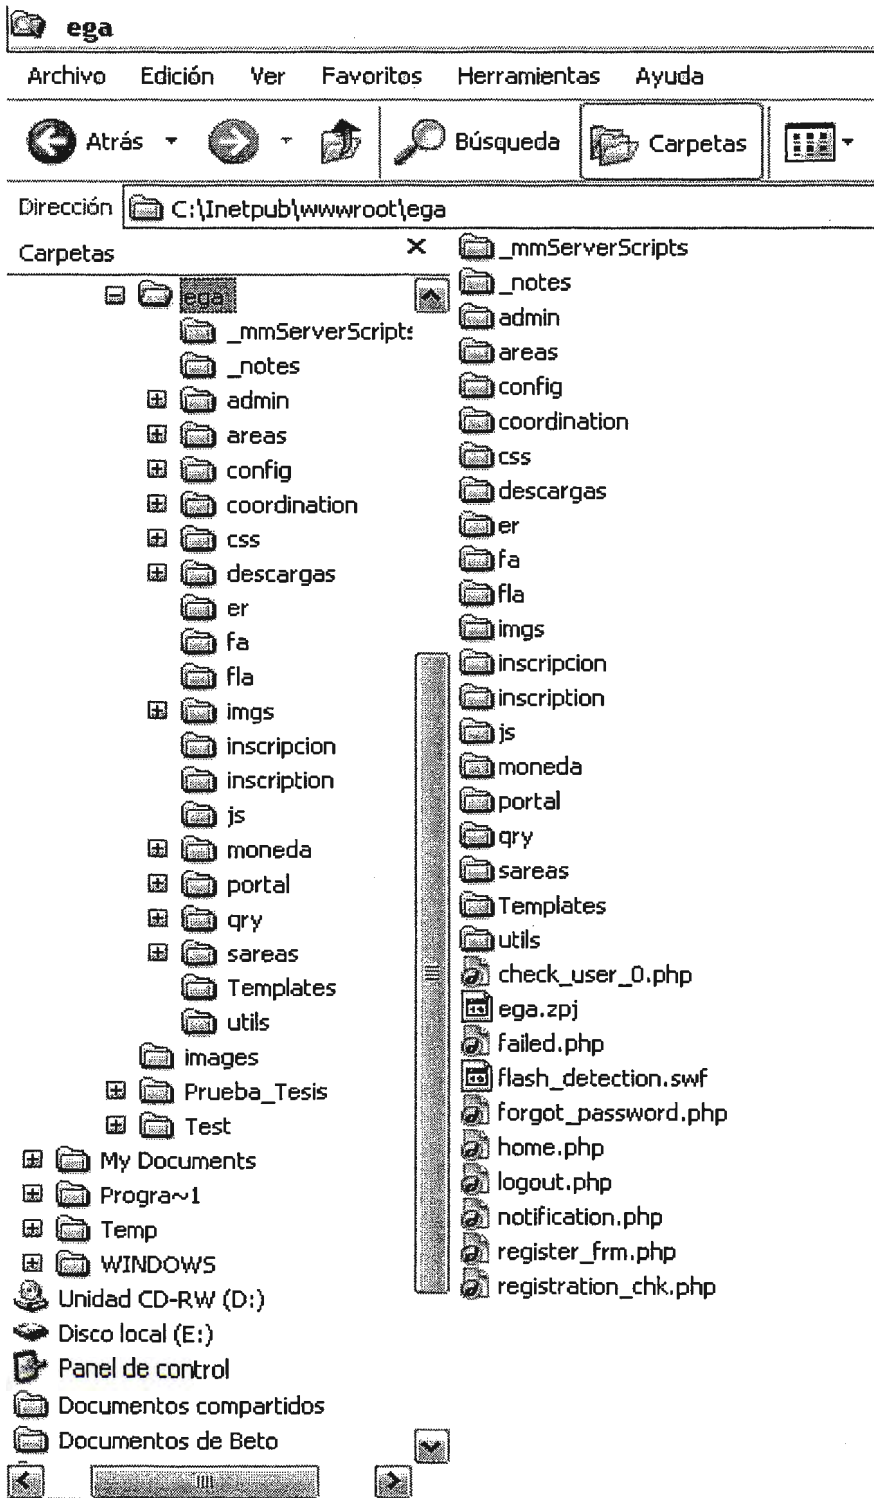 ega
Archivo Edición Ver Favoritos Herramientas Ayuda
Atrás Búsqueda Carpetas
Dirección C:\Inetpub\wwwroot\ega
Carpetas
ega
_mmServerScripts
_notes
admin
areas
config
coordination
css
descargas
er
fa
fla
imgs
inscripcion
inscription
js
moneda
portal
qry
sareas
Templates
utils
images
Prueba_Tesis
Test
My Documents
Progra~1
Temp
WINDOWS
Unidad CD-RW (D:)
Disco local (E:)
Panel de control
Documentos compartidos
Documentos de Beto
_mmServerScripts
_notes
admin
areas
config
coordination
css
descargas
er
fa
fla
imgs
inscripcion
inscription
js
moneda
portal
qry
sareas
Templates
utils
check_user_0.php
ega.zpj
failed.php
flash_detection.swf
forgot_password.php
home.php
logout.php
notification.php
register_frm.php
registration_chk.php